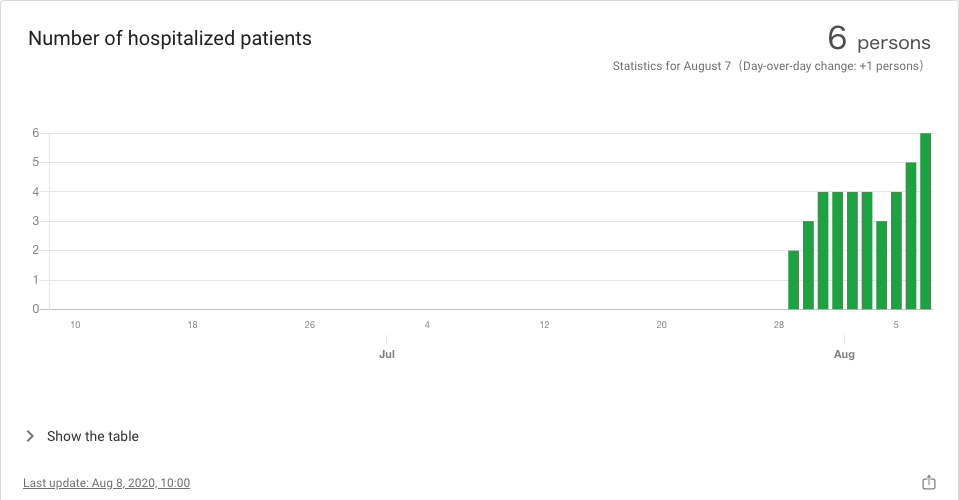 Number of hospitalized patients
6 persons
Statistics for August 7（Day-over-day change: +1 persons）
6
5
4
3
2
1
0
10 18 26 4 12 20 28 5
Jul Aug
Show the table
Last update: Aug 8, 2020, 10:00